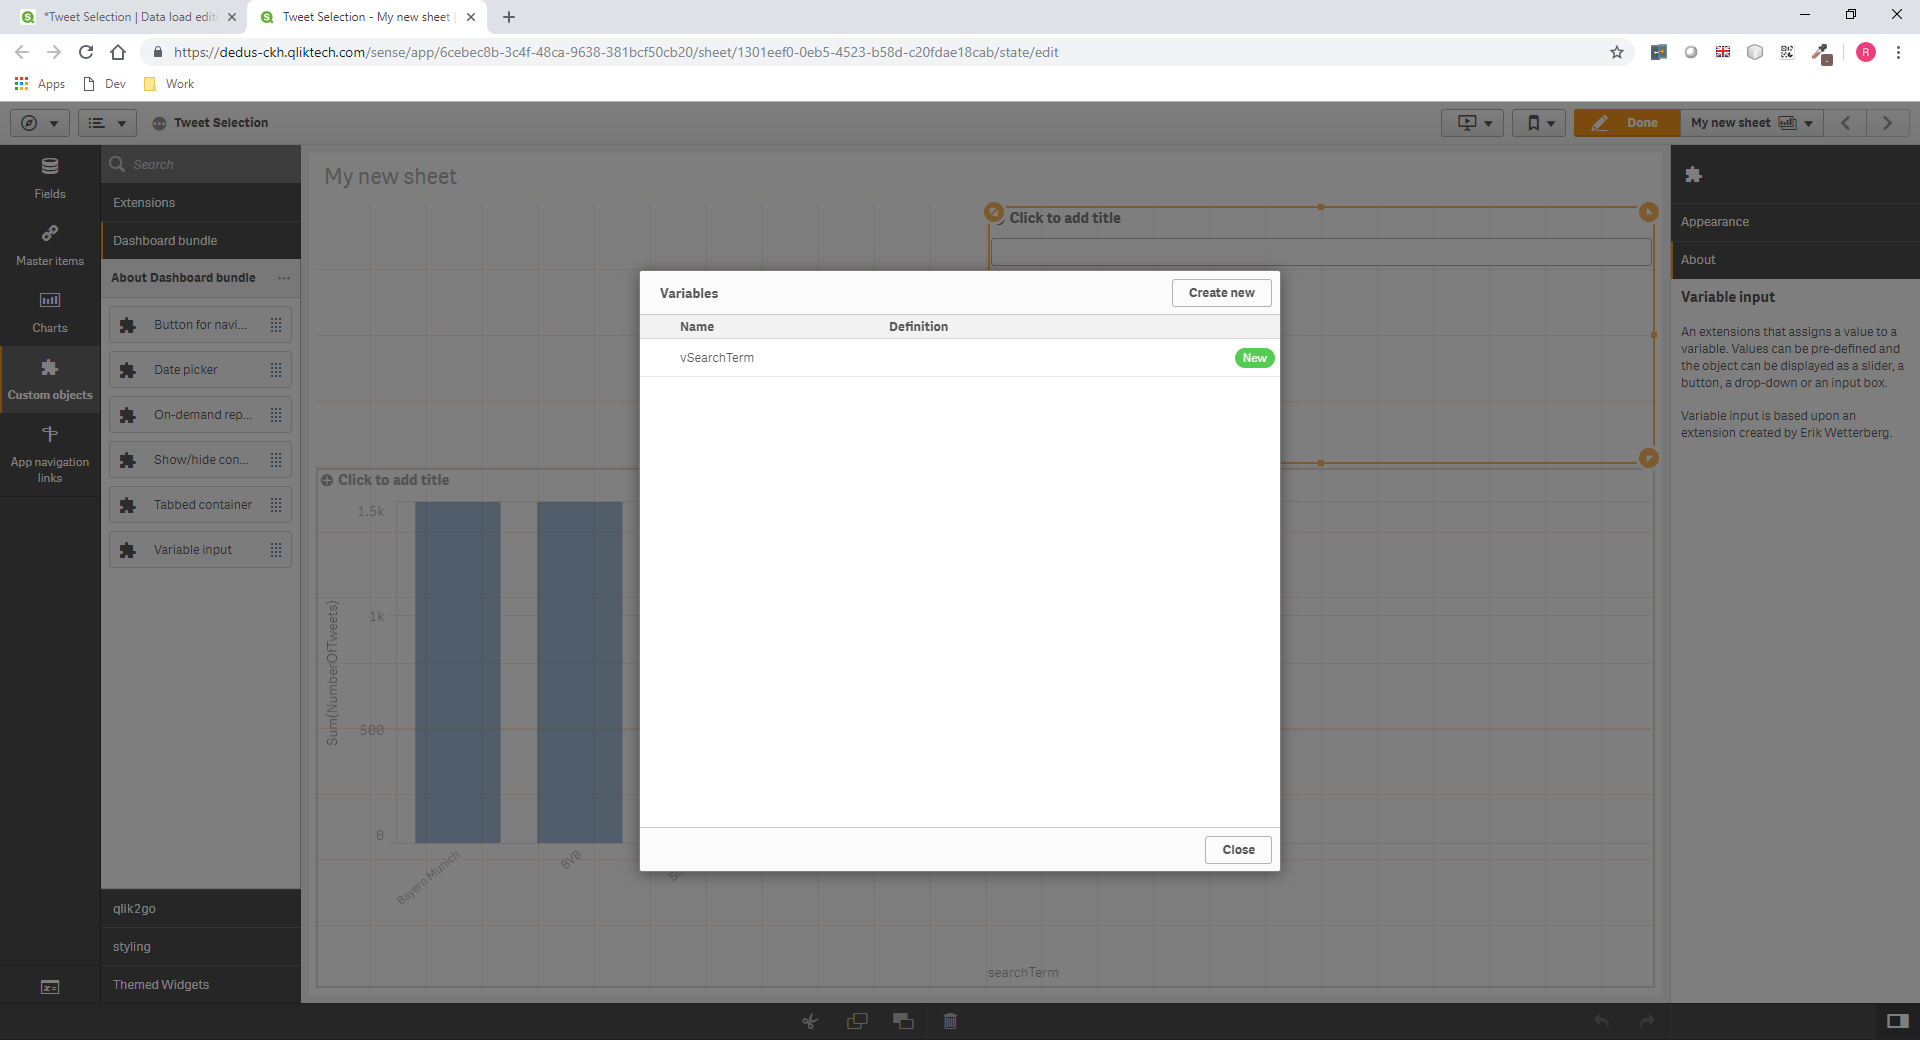 *Tweet Selection | Data load edit
Tweet Selection - My new sheet |
https://dedus-ckh.qliktech.com/sense/app/6cebec8b-3c4f-48ca-9638-381bcf50cb20/sheet/1301eef0-0eb5-4523-b58d-c20fdae18cab/state/edit
R
Apps
Dev
Work
Tweet Selection
Done
My new sheet
Fields
Master items
Charts
Custom objects
App navigation
links
Search
Extensions
Dashboard bundle
About Dashboard bundle
Button for navi...
Date picker
On-demand rep...
Show/hide con...
Tabbed container
Variable input
qlik2go
styling
Themed Widgets
My new sheet
Click to add title
Variables
Create new
Name
Definition
vSearchTerm
New
Close
Click to add title
Sum(NumberOfTweets)
1.5k
1k
500
0
Bayern Munich
BVB
searchTerm
Appearance
About
Variable input
An extensions that assigns a value to a
variable. Values can be pre-defined and
the object can be displayed as a slider, a
button, a drop-down or an input box.
Variable input is based upon an
extension created by Erik Wetterberg.